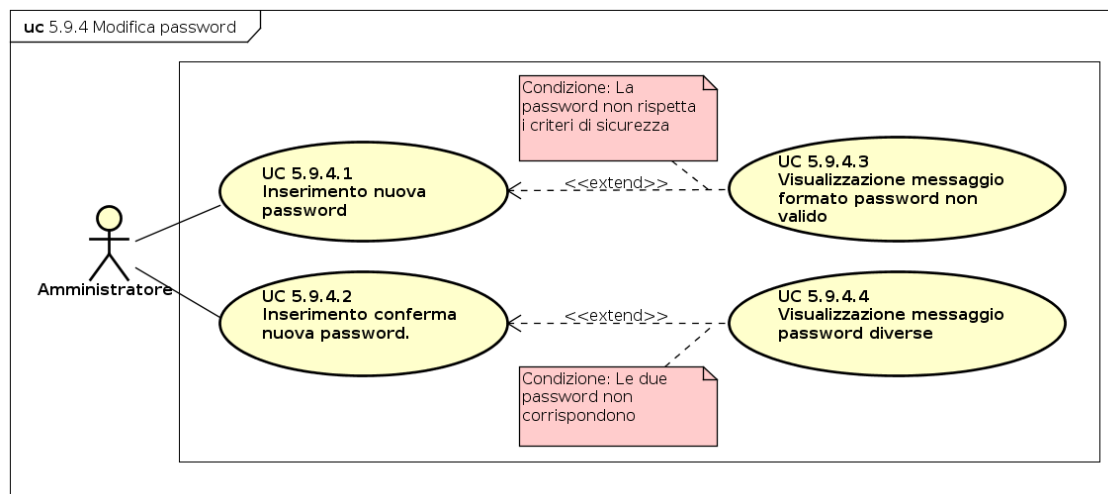 uc 5.9.4 Modifica password
Condizione: La
password non rispetta
i criteri di sicurezza
UC 5.9.4.1
Inserimento nuova
password
<<extend>>
UC 5.9.4.3
Visualizzazione messaggio
formato password non
valido
Amministratore
UC 5.9.4.2
Inserimento conferma
nuova password.
<<extend>>
UC 5.9.4.4
Visualizzazione messaggio
password diverse
Condizione: Le due
password non
corrispondono